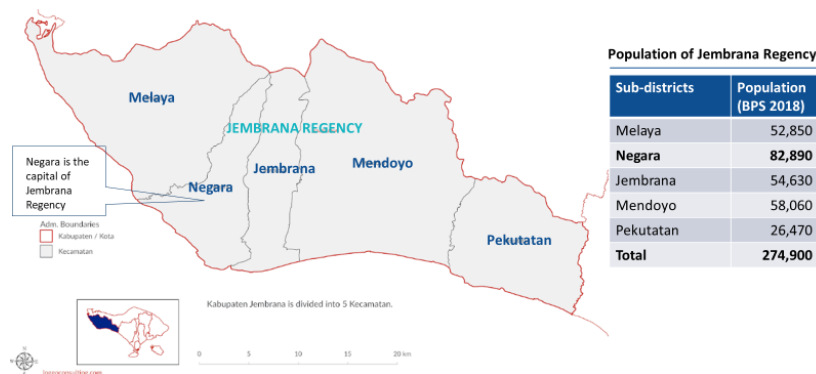 Population of Jembrana Regency
Sub-districts Population
(BPS 2018)
Melaya 52,850
Negara 82,890
Jembrana 54,630
Mendoyo 58,060
Pekutatan 26,470
Total 274,900
Melaya
JEMBRANA REGENCY
Jembrana
Mendoyo
Negara
Pekutatan
Negara is the
capital of
Jembrana
Regency
Adm. Boundaries
Kabupaten / Kota
Kecamatan
Kabupaten Jembrana is divided into 5 Kecamatan.
0 5 10 20 km